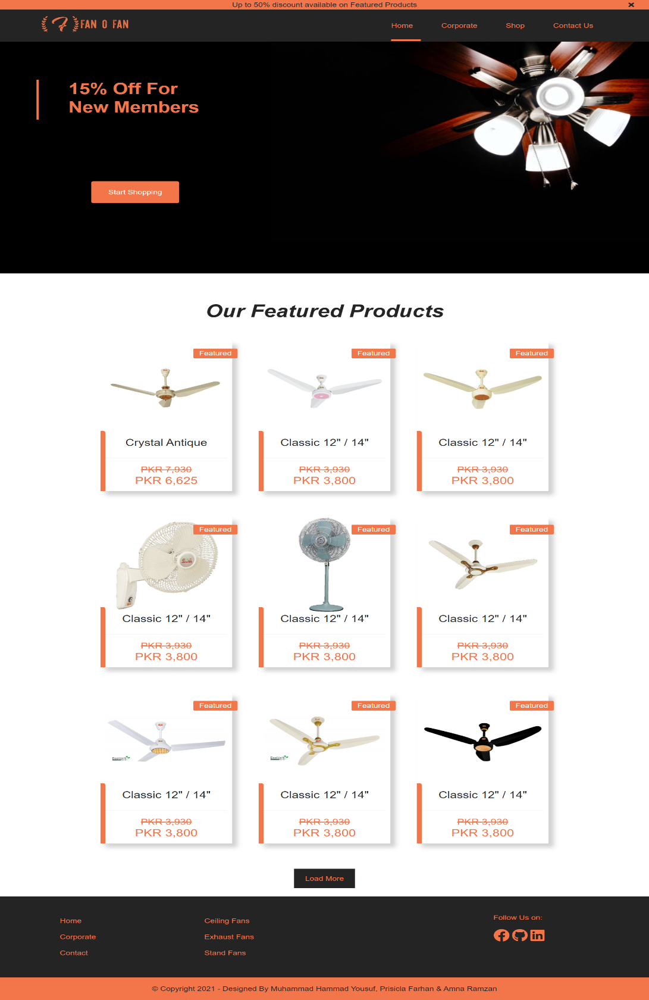 Up to 50% discount available on Featured Products
FAN O FAN
Home Corporate Shop Contact Us
15% Off For
New Members
Start Shopping
Our Featured Products
Featured Featured Featured
Crystal Antique Classic 12" / 14" Classic 12" / 14"
PKR 7,930 PKR 3,930 PKR 3,930
PKR 6,625 PKR 3,800 PKR 3,800
Featured Featured Featured
Classic 12" / 14" Classic 12" / 14" Classic 12" / 14"
PKR 3,930 PKR 3,930 PKR 3,930
PKR 3,800 PKR 3,800 PKR 3,800
Featured Featured Featured
Classic 12" / 14" Classic 12" / 14" Classic 12" / 14"
PKR 3,930 PKR 3,930 PKR 3,930
PKR 3,800 PKR 3,800 PKR 3,800
Load More
Home Ceiling Fans Follow Us on:
Corporate Exhaust Fans
Contact Stand Fans
© Copyright 2021 - Designed By Muhammad Hammad Yousuf, Prisicla Farhan & Amna Ramzan